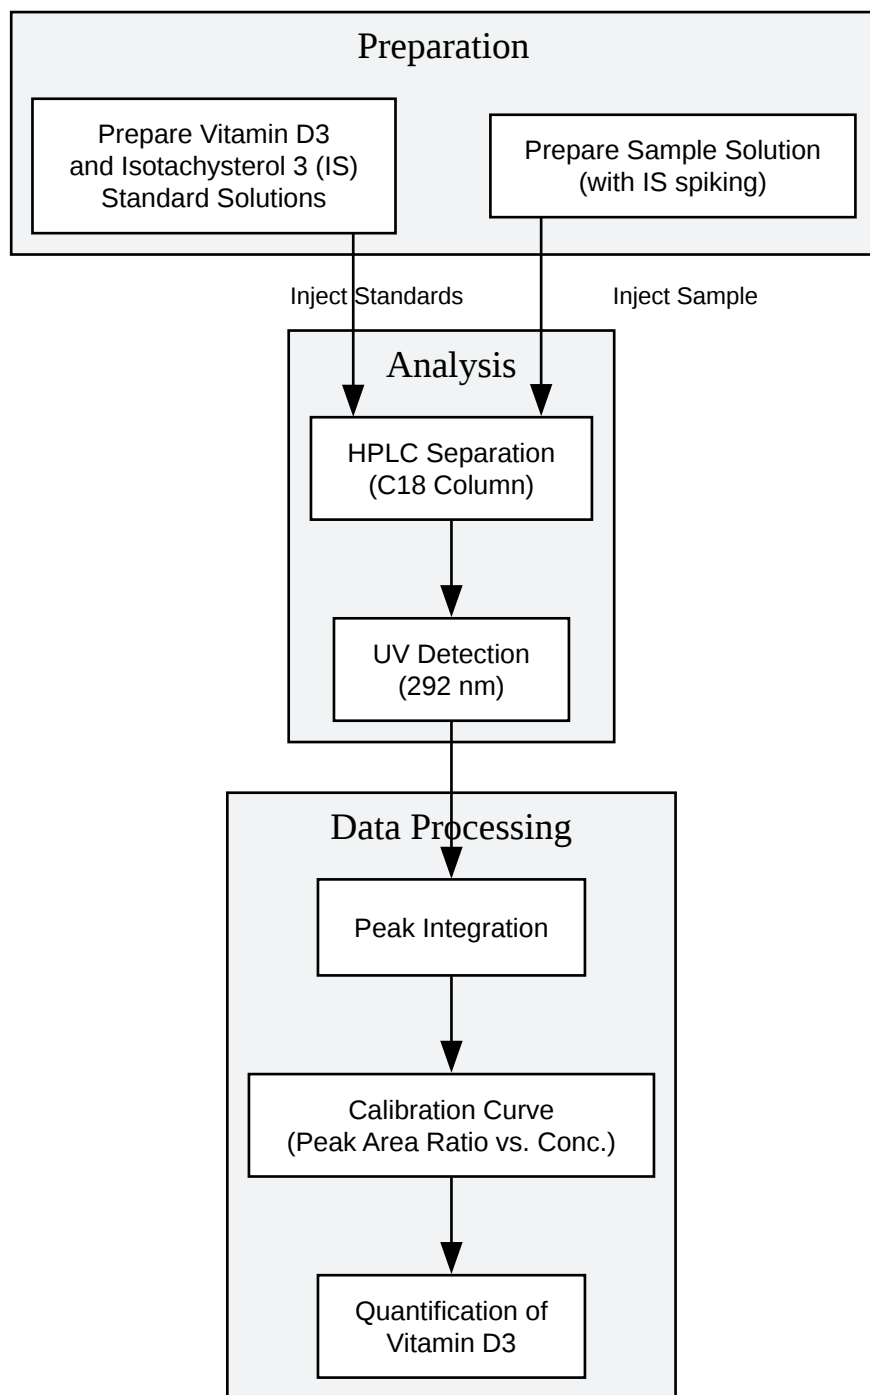 Preparation
Prepare Vitamin D3
and Isotachysterol 3 (IS)
Standard Solutions
Prepare Sample Solution
(with IS spiking)
Inject Standards
Inject Sample
Analysis
HPLC Separation
(C18 Column)
UV Detection
(292 nm)
Data Processing
Peak Integration
Calibration Curve
(Peak Area Ratio vs. Conc.)
Quantification of
Vitamin D3